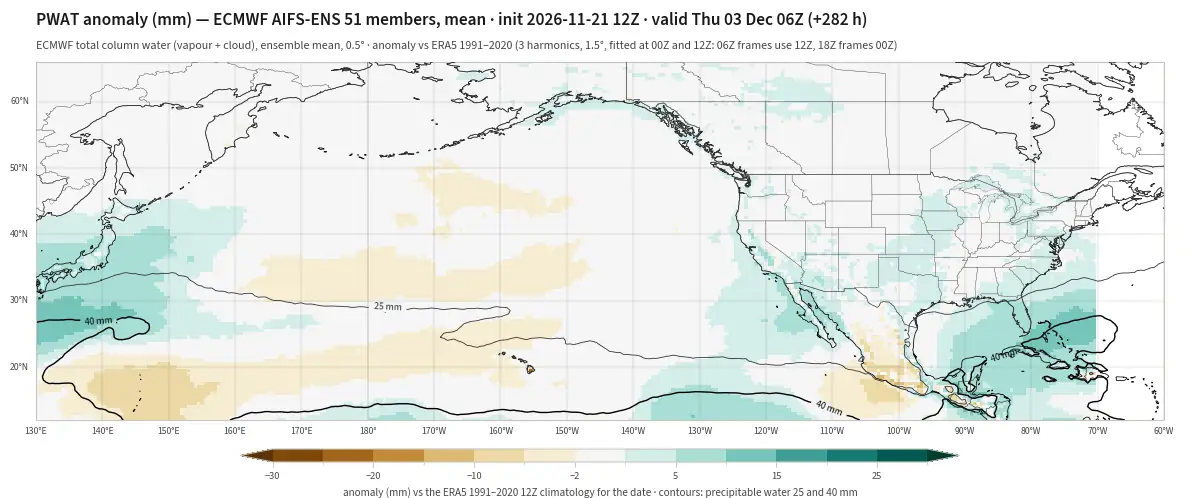 PWAT anomaly (mm) — ECMWF AIFS-ENS 51 members, mean · init 2026-11-21 12Z · valid Thu 03 Dec 06Z (+282 h)
ECMWF total column water (vapour + cloud), ensemble mean, 0.5° · anomaly vs ERA5 1991–2020 (3 harmonics, 1.5°, fitted at 00Z and 12Z: 06Z frames use 12Z, 18Z frames 00Z)
60°N
50°N
40°N
30°N
20°N
25 mm
40 mm
40 mm
40 mm
130°E 140°E 150°E 160°E 170°E 180° 170°W 160°W 150°W 140°W 130°W 120°W 110°W 100°W 90°W 80°W 70°W 60°W
−30 −20 −10 −2 5 15 25
anomaly (mm) vs the ERA5 1991–2020 12Z climatology for the date · contours: precipitable water 25 and 40 mm